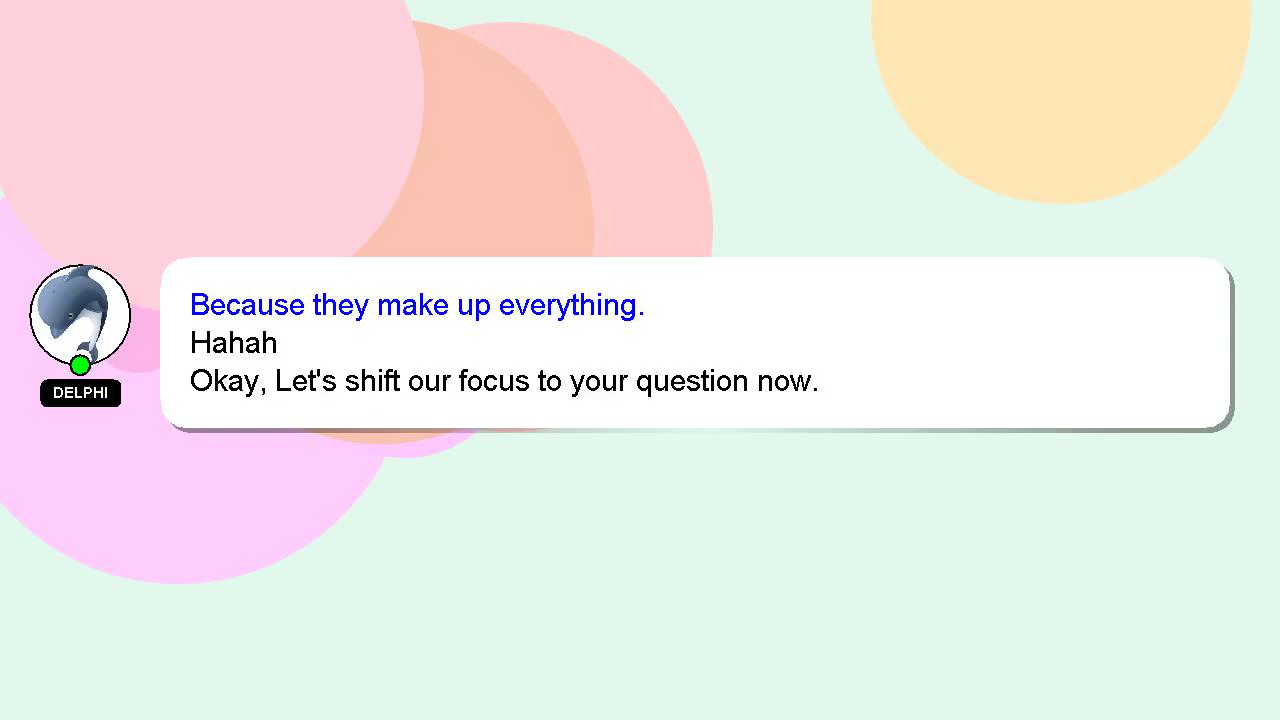 Because they make up everything.
Hahah
Okay, Let's shift our focus to your question now.
DELPHI